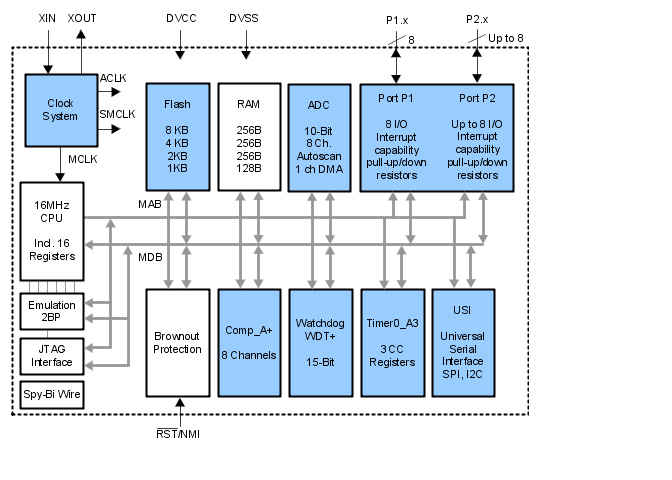 XIN
XOUT
DVCC
DVSS
P1.x
P2.x
8
Up to 8
Clock
System
ACLK
SMCLK
MCLK
Flash
8 KB
4 KB
2KB
1KB
RAM
256B
256B
256B
128B
ADC
10-Bit
8 Ch.
Autoscan
1 ch DMA
Port P1
8 I/O
Interrupt
capability
pull-up/down
resistors
Port P2
Up to 8 I/O
Interrupt
capability
pull-up/down
resistors
16MHz
CPU
Incl. 16
Registers
MAB
MDB
Emulation
2BP
JTAG
Interface
Spy-Bi Wire
Brownout
Protection
Comp_A+
8 Channels
Watchdog
WDT+
15-Bit
Timer0_A3
3 CC
Registers
USI
Universal
Serial
Interface
SPI, I2C
RST/NMI